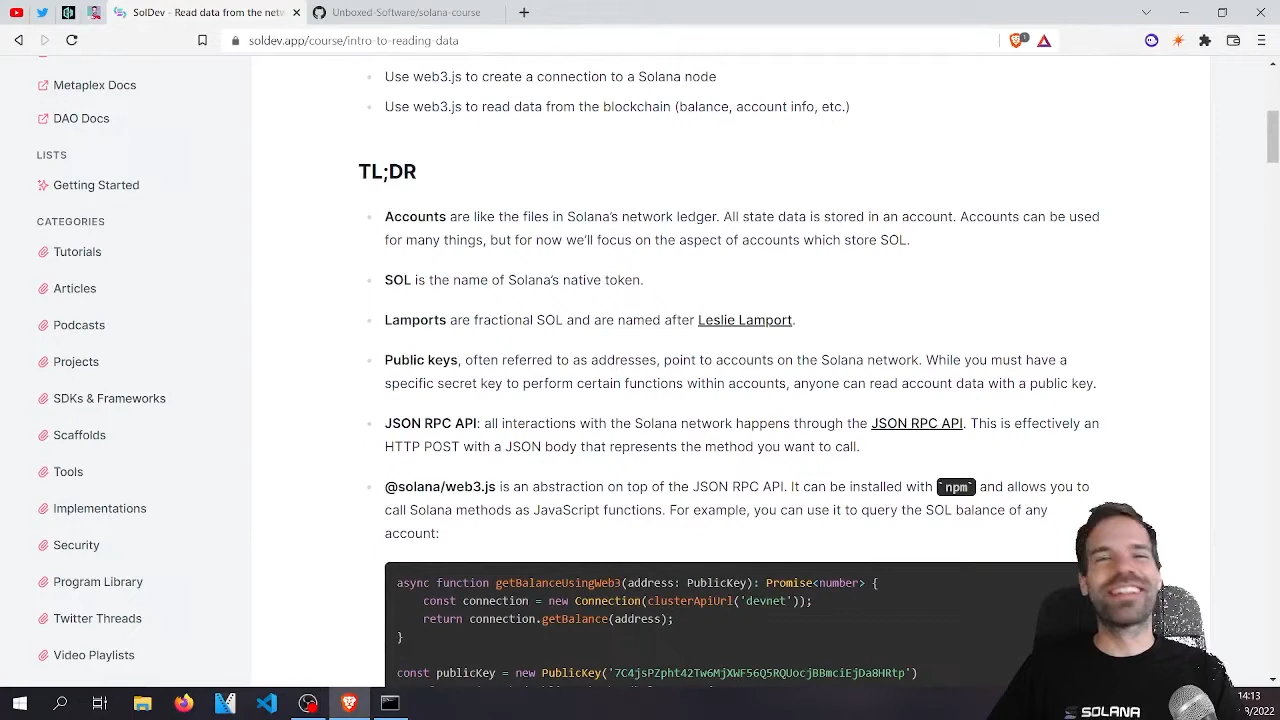 SolDev - Read data from the netw
Unboxed-Software/solana-course
soldev.app/course/intro-to-reading-data
1
Metaplex Docs
DAO Docs
LISTS
Getting Started
CATEGORIES
Tutorials
Articles
Podcasts
Projects
SDKs & Frameworks
Scaffolds
Tools
Implementations
Security
Program Library
Twitter Threads
Video Playlists
Use web3.js to create a connection to a Solana node
Use web3.js to read data from the blockchain (balance, account info, etc.)
TL;DR
Accounts are like the files in Solana’s network ledger. All state data is stored in an account. Accounts can be used
for many things, but for now we’ll focus on the aspect of accounts which store SOL.
SOL is the name of Solana’s native token.
Lamports are fractional SOL and are named after Leslie Lamport.
Public keys, often referred to as addresses, point to accounts on the Solana network. While you must have a
specific secret key to perform certain functions within accounts, anyone can read account data with a public key.
JSON RPC API: all interactions with the Solana network happens through the JSON RPC API. This is effectively an
HTTP POST with a JSON body that represents the method you want to call.
@solana/web3.js is an abstraction on top of the JSON RPC API. It can be installed with `npm` and allows you to
call Solana methods as JavaScript functions. For example, you can use it to query the SOL balance of any
account:
async function getBalanceUsingWeb3(address: PublicKey): Promise<number> {
const connection = new Connection(clusterApiUrl('devnet'));
return connection.getBalance(address);
}
const publicKey = new PublicKey('7C4jsPZpht42Tw6MjXWF56Q5RQUocjBBmciEjDa8HRtp')
SOLANA
14:13
9/2022